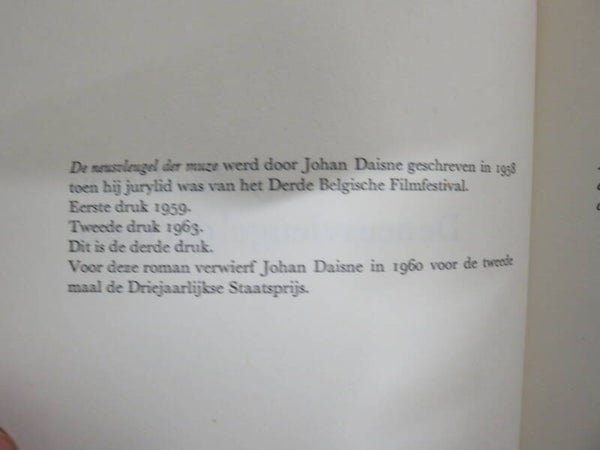 De neusvleugel der muze werd door Johan Daisne geschreven in 1958
toen hij jurylid was van het Derde Belgische Filmfestival.
Eerste druk 1959.
Tweede druk 1963.
Dit is de derde druk.
Voor deze roman verwierf Johan Daisne in 1960 voor de tweede
maal de Driejaarlijkse Staatsprijs.